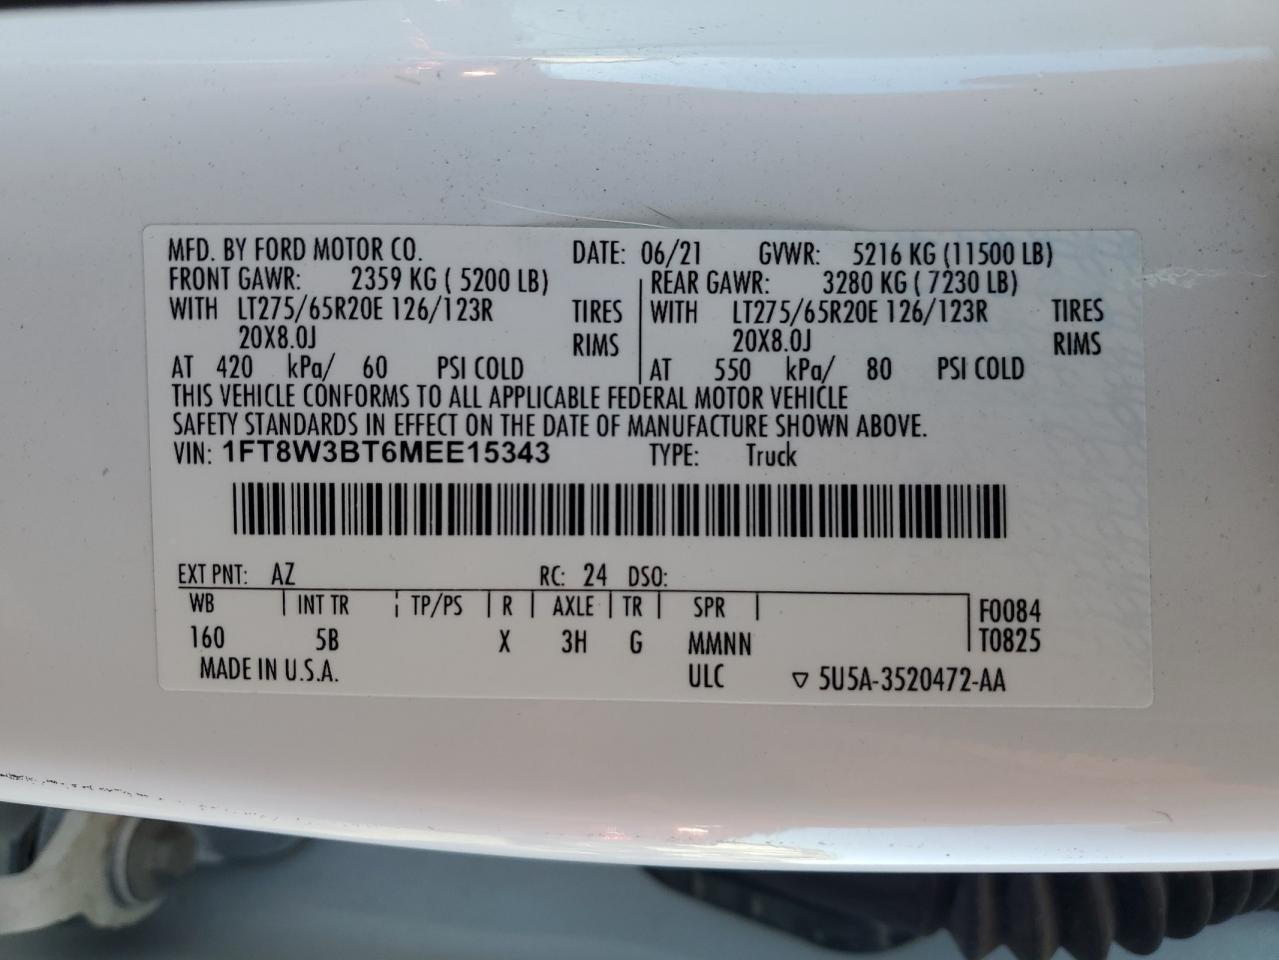 MFD. BY FORD MOTOR CO. DATE: 06/21 GVWR: 5216 KG (11500 LB)
FRONT GAWR: 2359 KG ( 5200 LB) REAR GAWR: 3280 KG ( 7230 LB)
WITH LT275/65R20E 126/123R TIRES WITH LT275/65R20E 126/123R TIRES
20X8.0J RIMS 20X8.0J RIMS
AT 420 kPa/ 60 PSI COLD AT 550 kPa/ 80 PSI COLD
THIS VEHICLE CONFORMS TO ALL APPLICABLE FEDERAL MOTOR VEHICLE
SAFETY STANDARDS IN EFFECT ON THE DATE OF MANUFACTURE SHOWN ABOVE.
VIN: 1FT8W3BT6MEE15343 TYPE: Truck
EXT PNT: AZ RC: 24 DSO:
WB INT TR TP/PS R AXLE TR SPR F0084
160 5B X 3H G MMNN T0825
MADE IN U.S.A. ULC ▽ 5U5A-3520472-AA